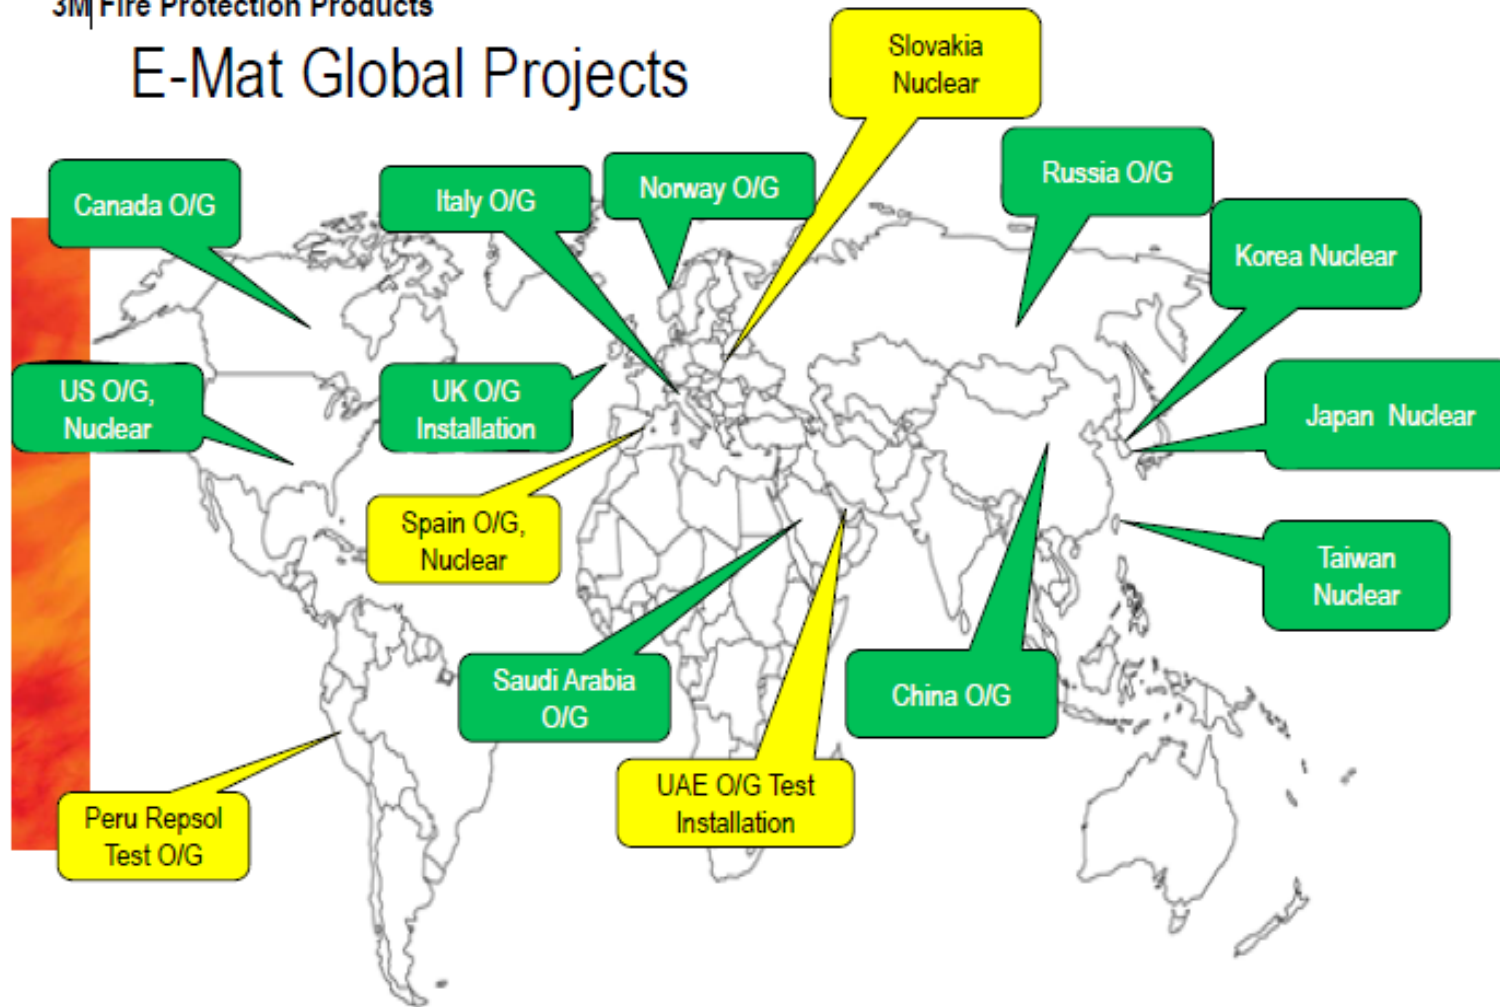 3M Fire Protection Products
E-Mat Global Projects
Slovakia
Nuclear
Canada O/G
Italy O/G
Norway O/G
Russia O/G
Korea Nuclear
US O/G,
Nuclear
UK O/G
Installation
Japan Nuclear
Spain O/G,
Nuclear
Taiwan
Nuclear
Saudi Arabia
O/G
China O/G
UAE O/G Test
Installation
Peru Repsol
Test O/G